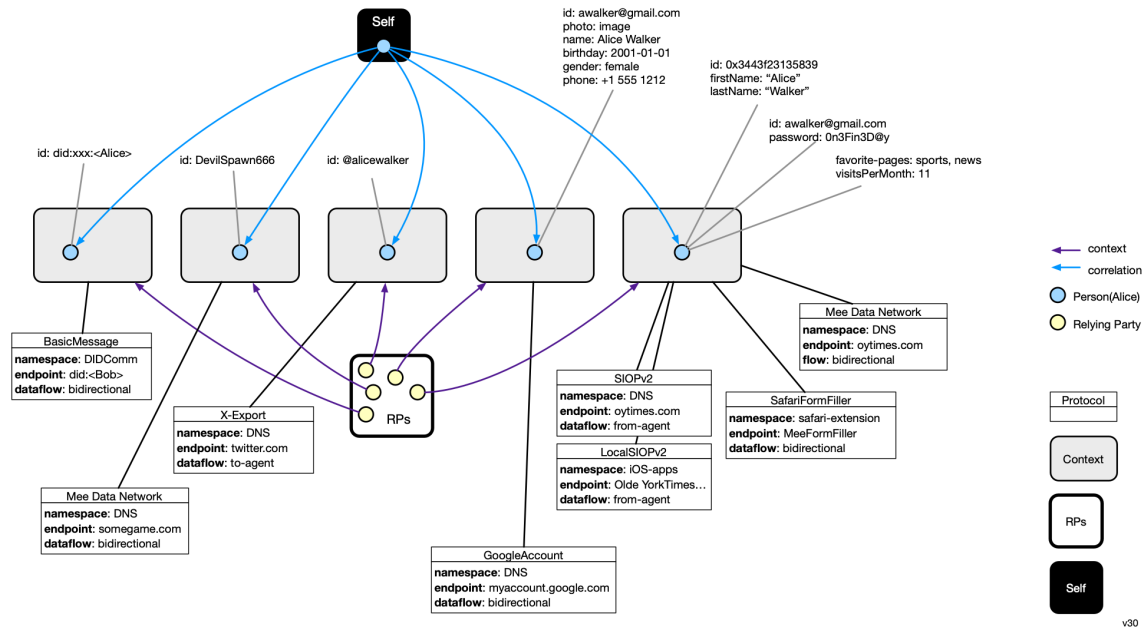 Self
id: awalker@gmail.com
photo: image
name: Alice Walker
birthday: 2001-01-01
gender: female
phone: +1 555 1212
id: 0x3443f23135839
firstName: “Alice”
lastName: “Walker”
id: awalker@gmail.com
password: 0n3Fin3D@y
favorite-pages: sports, news
visitsPerMonth: 11
id: did:xxx:<Alice>
id: DevilSpawn666
id: @alicewalker
context
correlation
Person(Alice)
Relying Party
BasicMessage
namespace: DIDComm
endpoint: did:<Bob>
dataflow: bidirectional
Mee Data Network
namespace: DNS
endpoint: oytimes.com
flow: bidirectional
RPs
X-Export
namespace: DNS
endpoint: twitter.com
dataflow: to-agent
SIOPv2
namespace: DNS
endpoint: oytimes.com
dataflow: from-agent
SafariFormFiller
namespace: safari-extension
endpoint: MeeFormFiller
dataflow: bidirectional
LocalSIOPv2
namespace: iOS-apps
endpoint: Olde YorkTimes...
dataflow: from-agent
Mee Data Network
namespace: DNS
endpoint: somegame.com
dataflow: bidirectional
GoogleAccount
namespace: DNS
endpoint: myaccount.google.com
dataflow: bidirectional
Protocol
Context
RPs
Self
v30